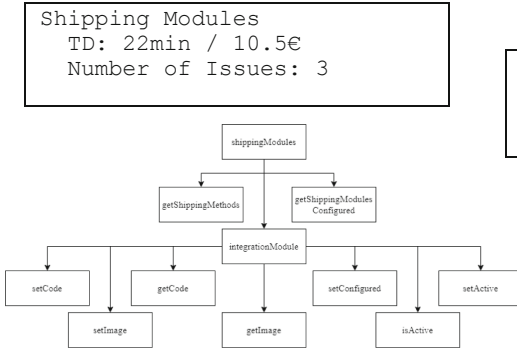 Shipping Modules
TD: 22min / 10.5€
Number of Issues: 3
shippingModules
getShippingMethods
getShippingModules
Configured
integrationModule
setCode
getCode
setConfigured
setActive
setImage
getImage
isActive